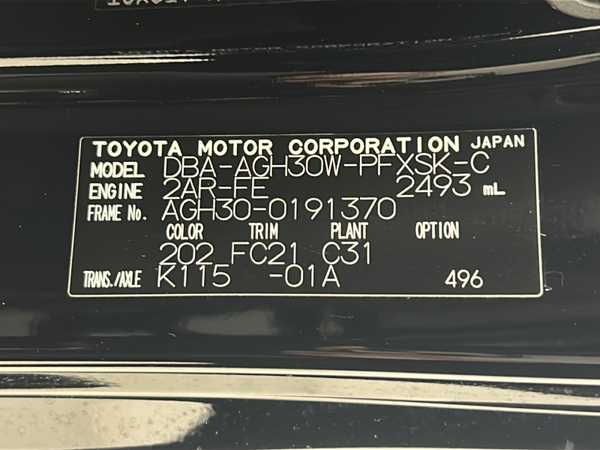 TOYOTA MOTOR CORPORATION JAPAN
MODEL DBA-AGH30W-PFXSK-C
ENGINE 2AR-FE 2493 mL
FRAME No. AGH30-0191370
COLOR TRIM PLANT OPTION
202 FC21 C31
TRANS./AXLE K115 -01A 496